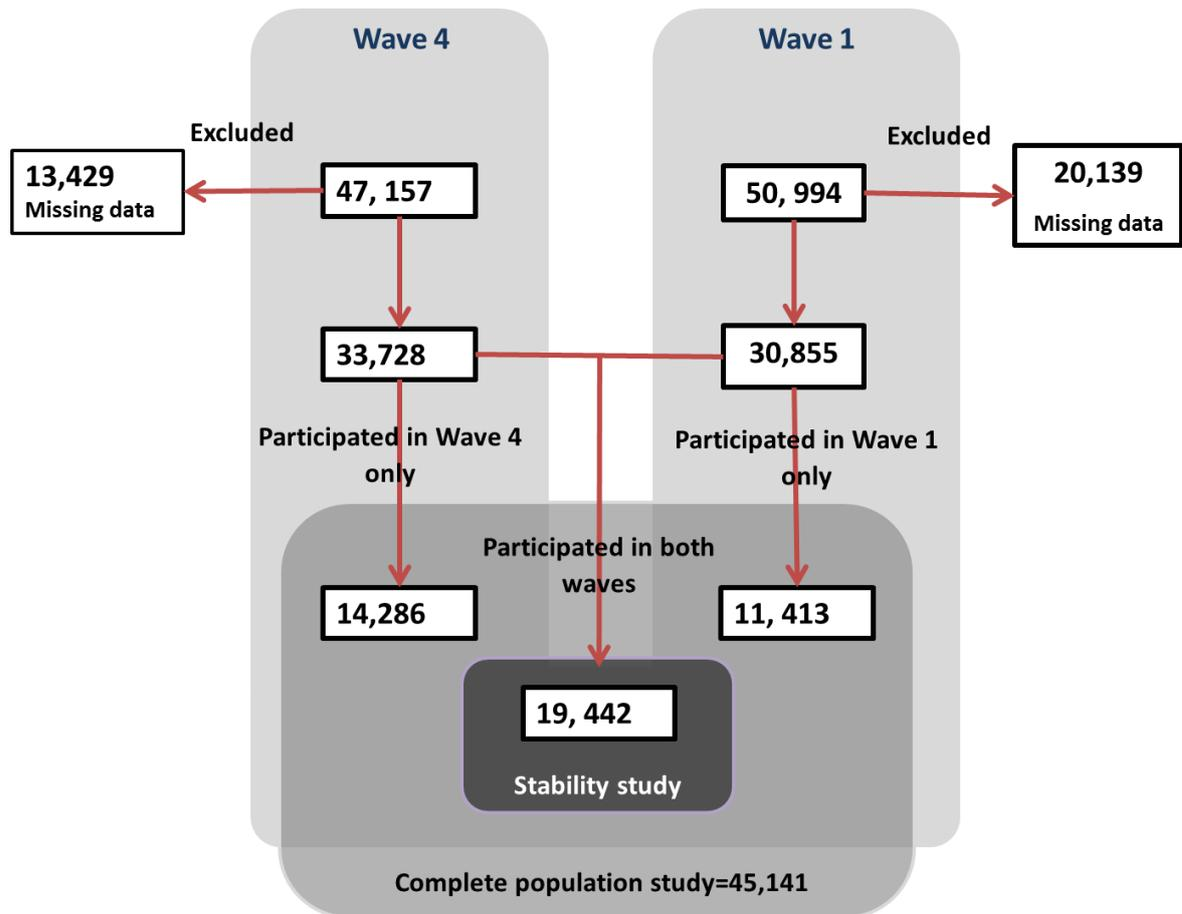 Wave 4
Wave 1
Excluded
Excluded
13,429
Missing data
47, 157
50, 994
20,139
Missing data
33,728
30,855
Participated in Wave 4
only
Participated in Wave 1
only
Participated in both
waves
14,286
11, 413
19, 442
Stability study
Complete population study=45,141